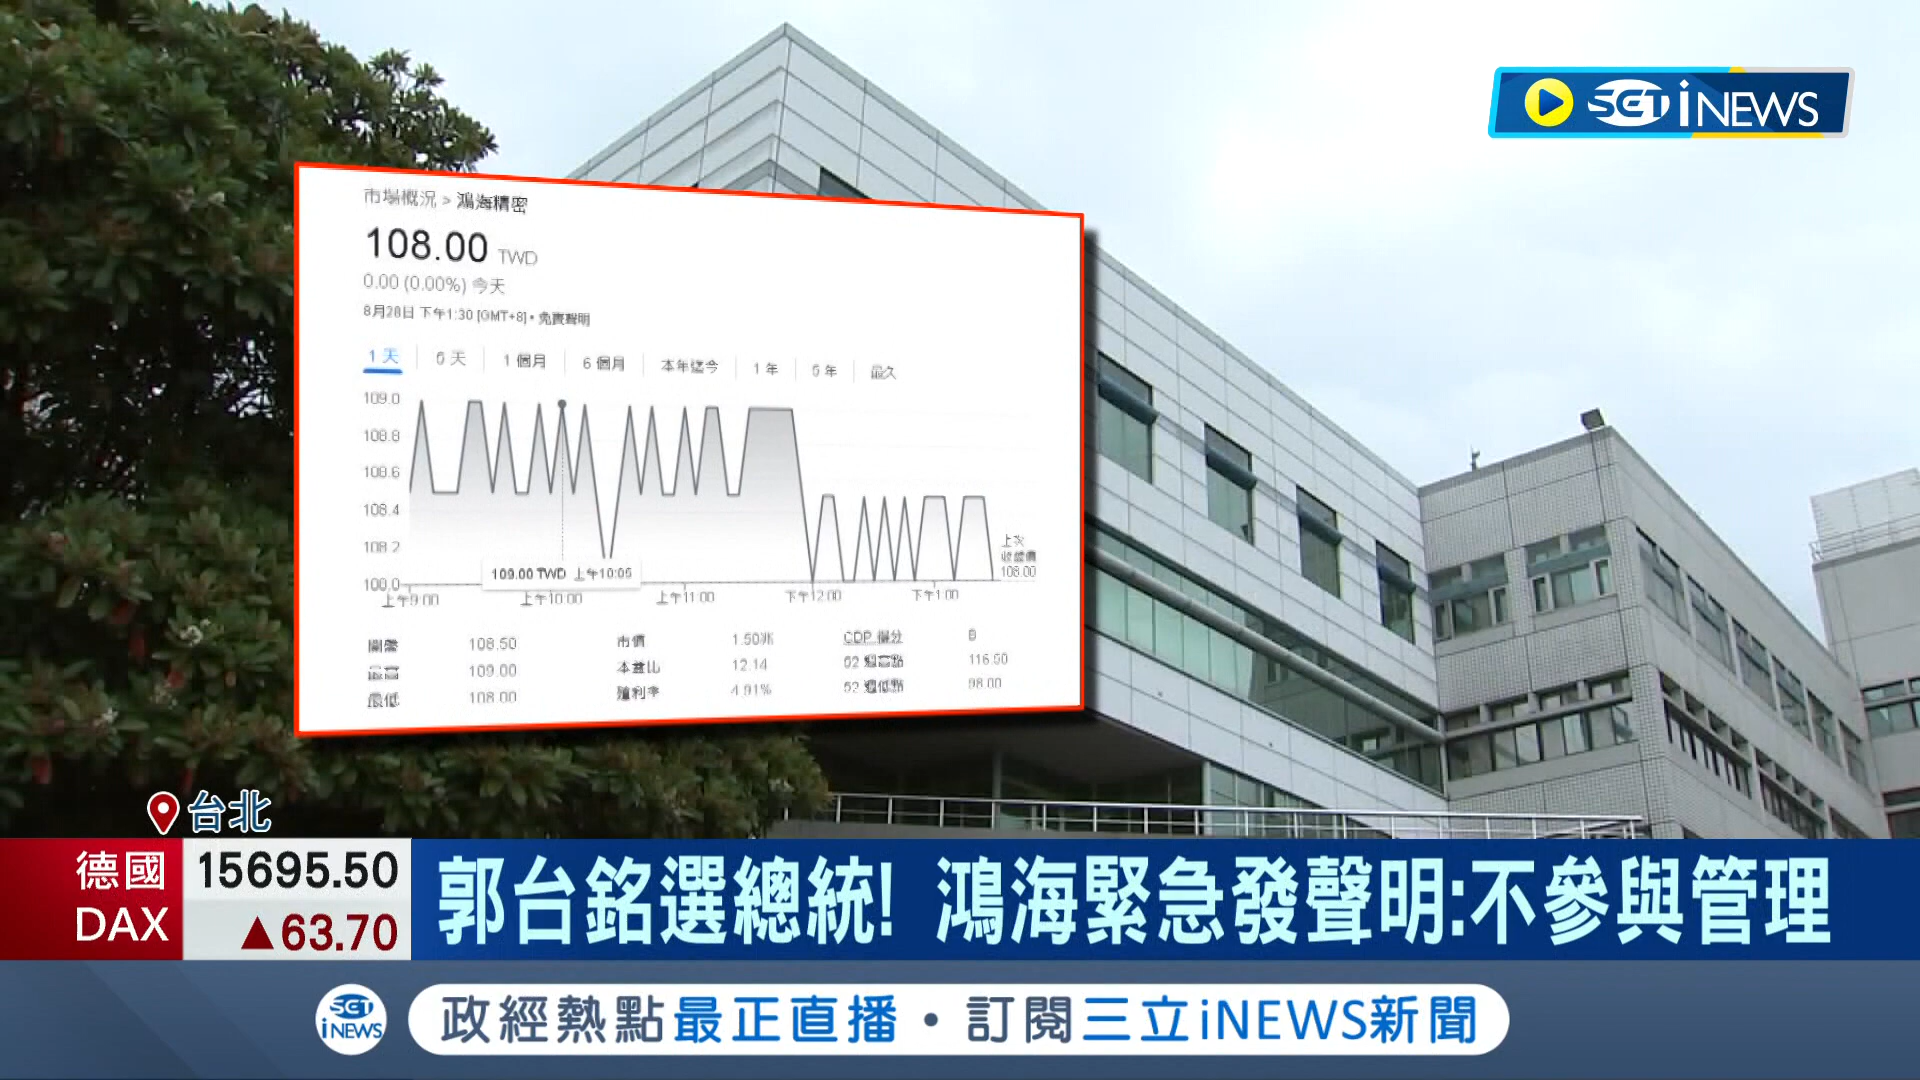 SET iNEWS
市場概況 > 鴻海精密
108.00 TWD
0.00 (0.00%) 今天
8月28日 下午1:30 [GMT+8] • 免責聲明
1 天 5 天 1 個月 6 個月 本年迄今 1 年 5 年 最久
109.0
108.8
108.6
108.4
108.2
108.0
上次
收盤價
108.00
109.00 TWD 上午10:05
上午9:00 上午10:00 上午11:00 下午12:00 下午1:00
開盤 108.50 市值 1.50兆 CDP 得分 B
最高 109.00 本益比 12.14 52 週高點 116.50
最低 108.00 殖利率 4.91% 52 週低點 98.00
台北
德國 15695.50
DAX ▲63.70
郭台銘選總統! 鴻海緊急發聲明:不參與管理
SET iNEWS
政經熱點最正直播・訂閱三立iNEWS新聞